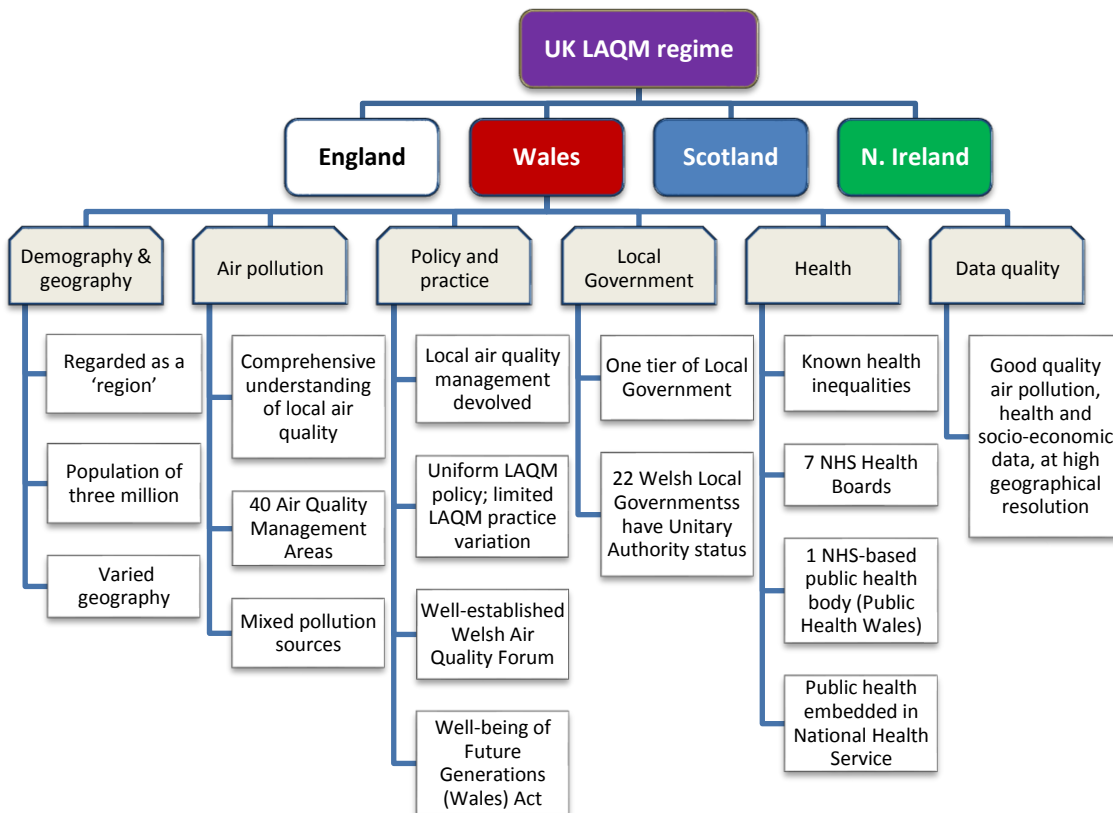 UK LAQM regime
England
Wales
Scotland
N. Ireland
Demography &
geography
Regarded as a
‘region’
Population of
three million
Varied
geography
Air pollution
Comprehensive
understanding
of local air
quality
40 Air Quality
Management
Areas
Mixed pollution
sources
Policy and
practice
Local air quality
management
devolved
Uniform LAQM
policy; limited
LAQM practice
variation
Well-established
Welsh Air
Quality Forum
Well-being of
Future
Generations
(Wales) Act
Local
Government
One tier of Local
Government
22 Welsh Local
Governmentss
have Unitary
Authority status
Health
Known health
inequalities
7 NHS Health
Boards
1 NHS-based
public health
body (Public
Health Wales)
Public health
embedded in
National Health
Service
Data quality
Good quality
air pollution,
health and
socio-economic
data, at high
geographical
resolution